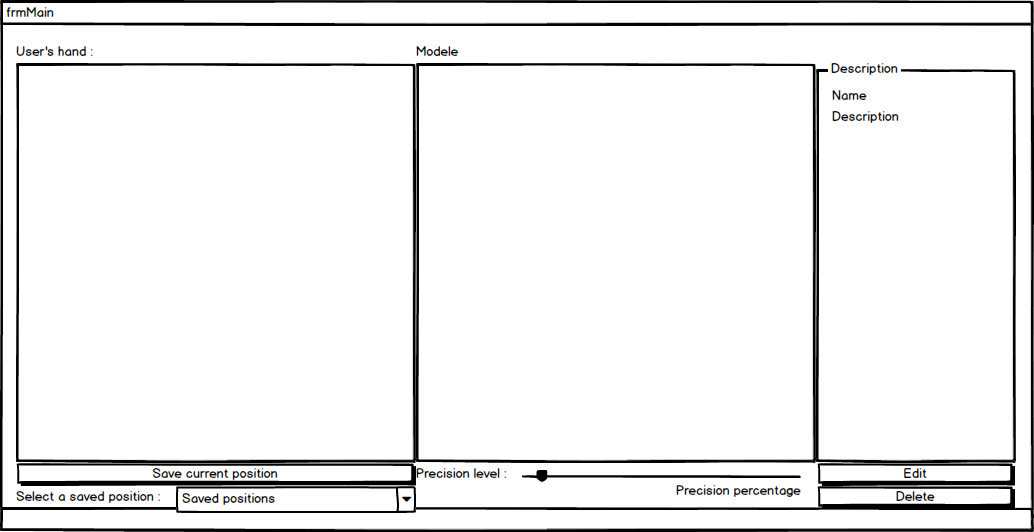 frmMain
User's hand :
Modele
Description
Name
Description
Save current position
Precision level :
Edit
Select a saved position :
Saved positions
Precision percentage
Delete